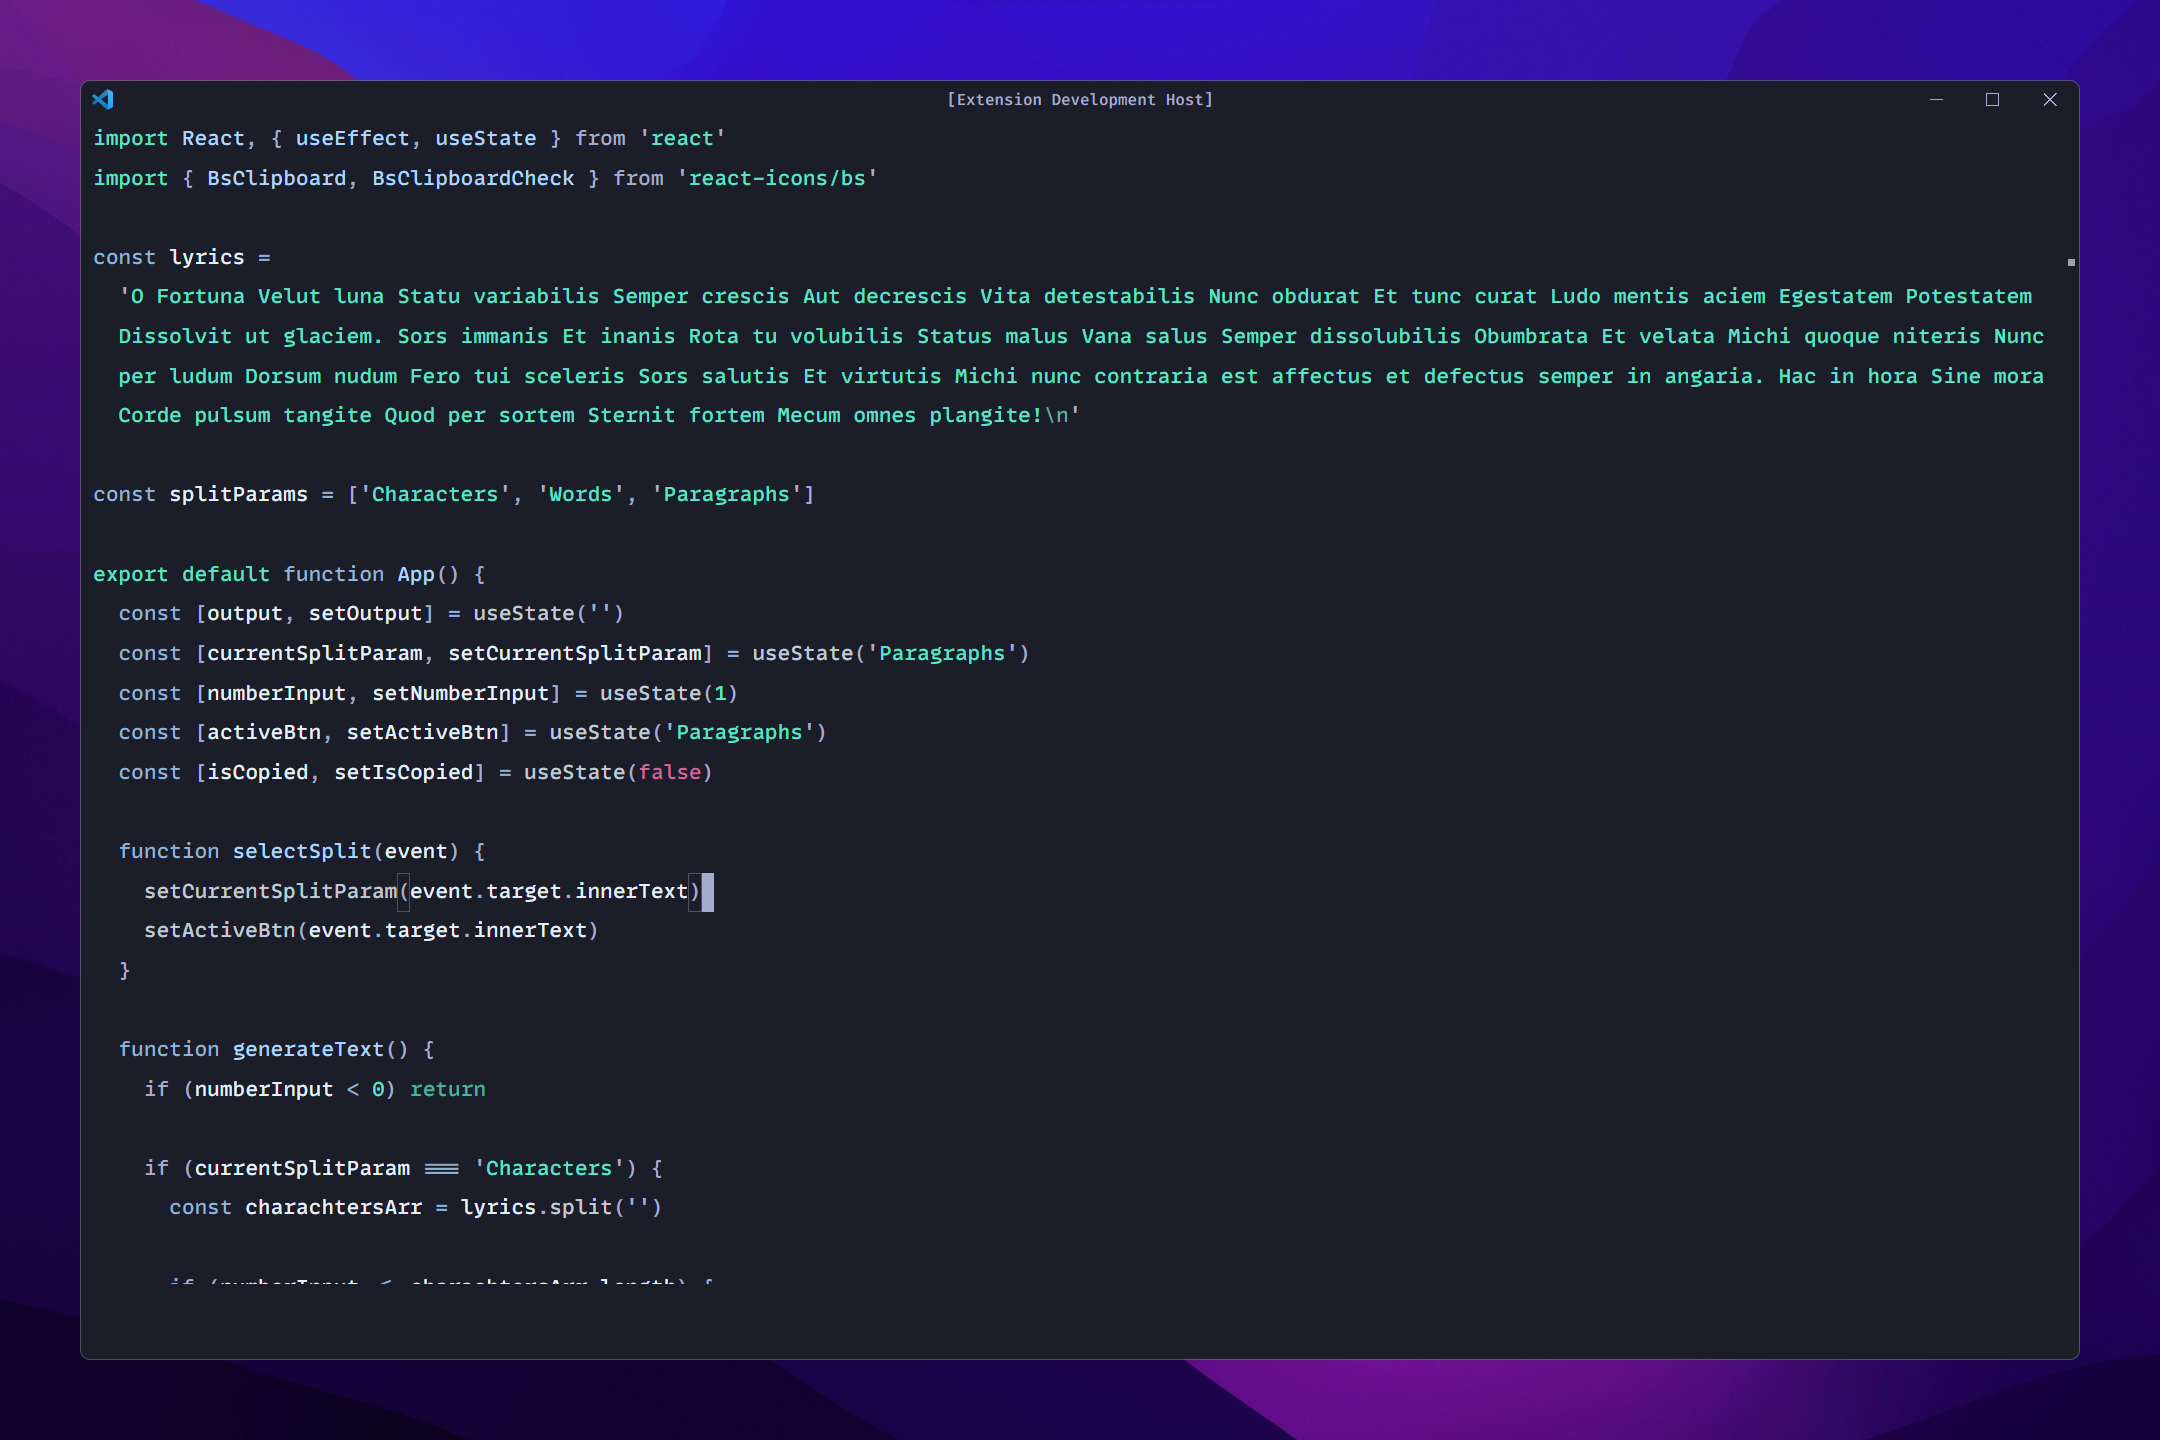 [Extension Development Host]
import React, { useEffect, useState } from 'react'
import { BsClipboard, BsClipboardCheck } from 'react-icons/bs'
const lyrics =
'O Fortuna Velut luna Statu variabilis Semper crescis Aut decrescis Vita detestabilis Nunc obdurat Et tunc curat Ludo mentis aciem Egestatem Potestatem
Dissolvit ut glaciem. Sors immanis Et inanis Rota tu volubilis Status malus Vana salus Semper dissolubilis Obumbrata Et velata Michi quoque niteris Nunc
per ludum Dorsum nudum Fero tui sceleris Sors salutis Et virtutis Michi nunc contraria est affectus et defectus semper in angaria. Hac in hora Sine mora
Corde pulsum tangite Quod per sortem Sternit fortem Mecum omnes plangite!\n'
const splitParams = ['Characters', 'Words', 'Paragraphs']
export default function App() {
const [output, setOutput] = useState('')
const [currentSplitParam, setCurrentSplitParam] = useState('Paragraphs')
const [numberInput, setNumberInput] = useState(1)
const [activeBtn, setActiveBtn] = useState('Paragraphs')
const [isCopied, setIsCopied] = useState(false)
function selectSplit(event) {
setCurrentSplitParam(event.target.innerText)
setActiveBtn(event.target.innerText)
}
function generateText() {
if (numberInput < 0) return
if (currentSplitParam === 'Characters') {
const charachtersArr = lyrics.split('')
if (numberInput charachtersArr.length) {